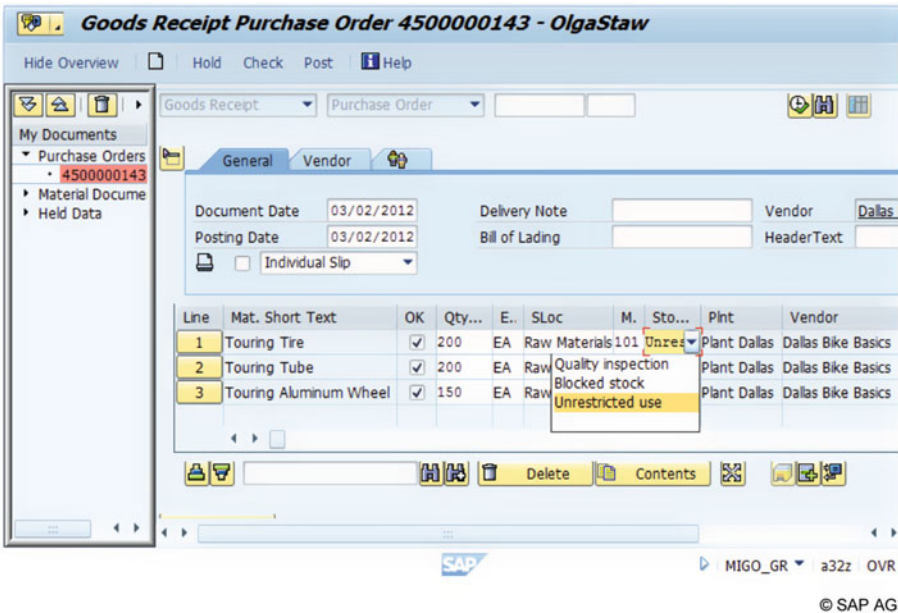 Goods Receipt Purchase Order 4500000143 - OlgaStaw
Hide Overview Hold Check Post Help
Goods Receipt Purchase Order
My Documents
Purchase Orders
4500000143
Material Docume
Held Data
General Vendor
Document Date 03/02/2012 Delivery Note Vendor Dallas
Posting Date 03/02/2012 Bill of Lading HeaderText
Individual Slip
Line Mat. Short Text OK Qty... E.. SLoc M. Sto... Plnt Vendor
1 Touring Tire 200 EA Raw Materials 101 Unres Plant Dallas Dallas Bike Basics
2 Touring Tube 200 EA Raw Plant Dallas Dallas Bike Basics
3 Touring Aluminum Wheel 150 EA Raw Plant Dallas Dallas Bike Basics
Quality inspection
Blocked stock
Unrestricted use
Delete Contents
SAP MIGO_GR a32z OVR
© SAP AG